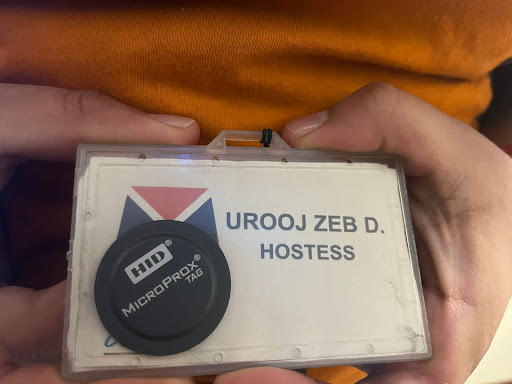 UROOJ ZEB D.
HOSTESS
HID®
MICROPROX®
TAG